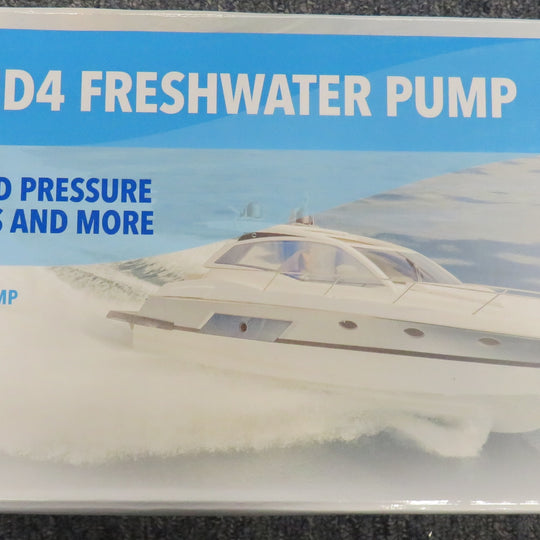 D4 FRESHWATER PUMP
D PRESSURE
S AND MORE
MP